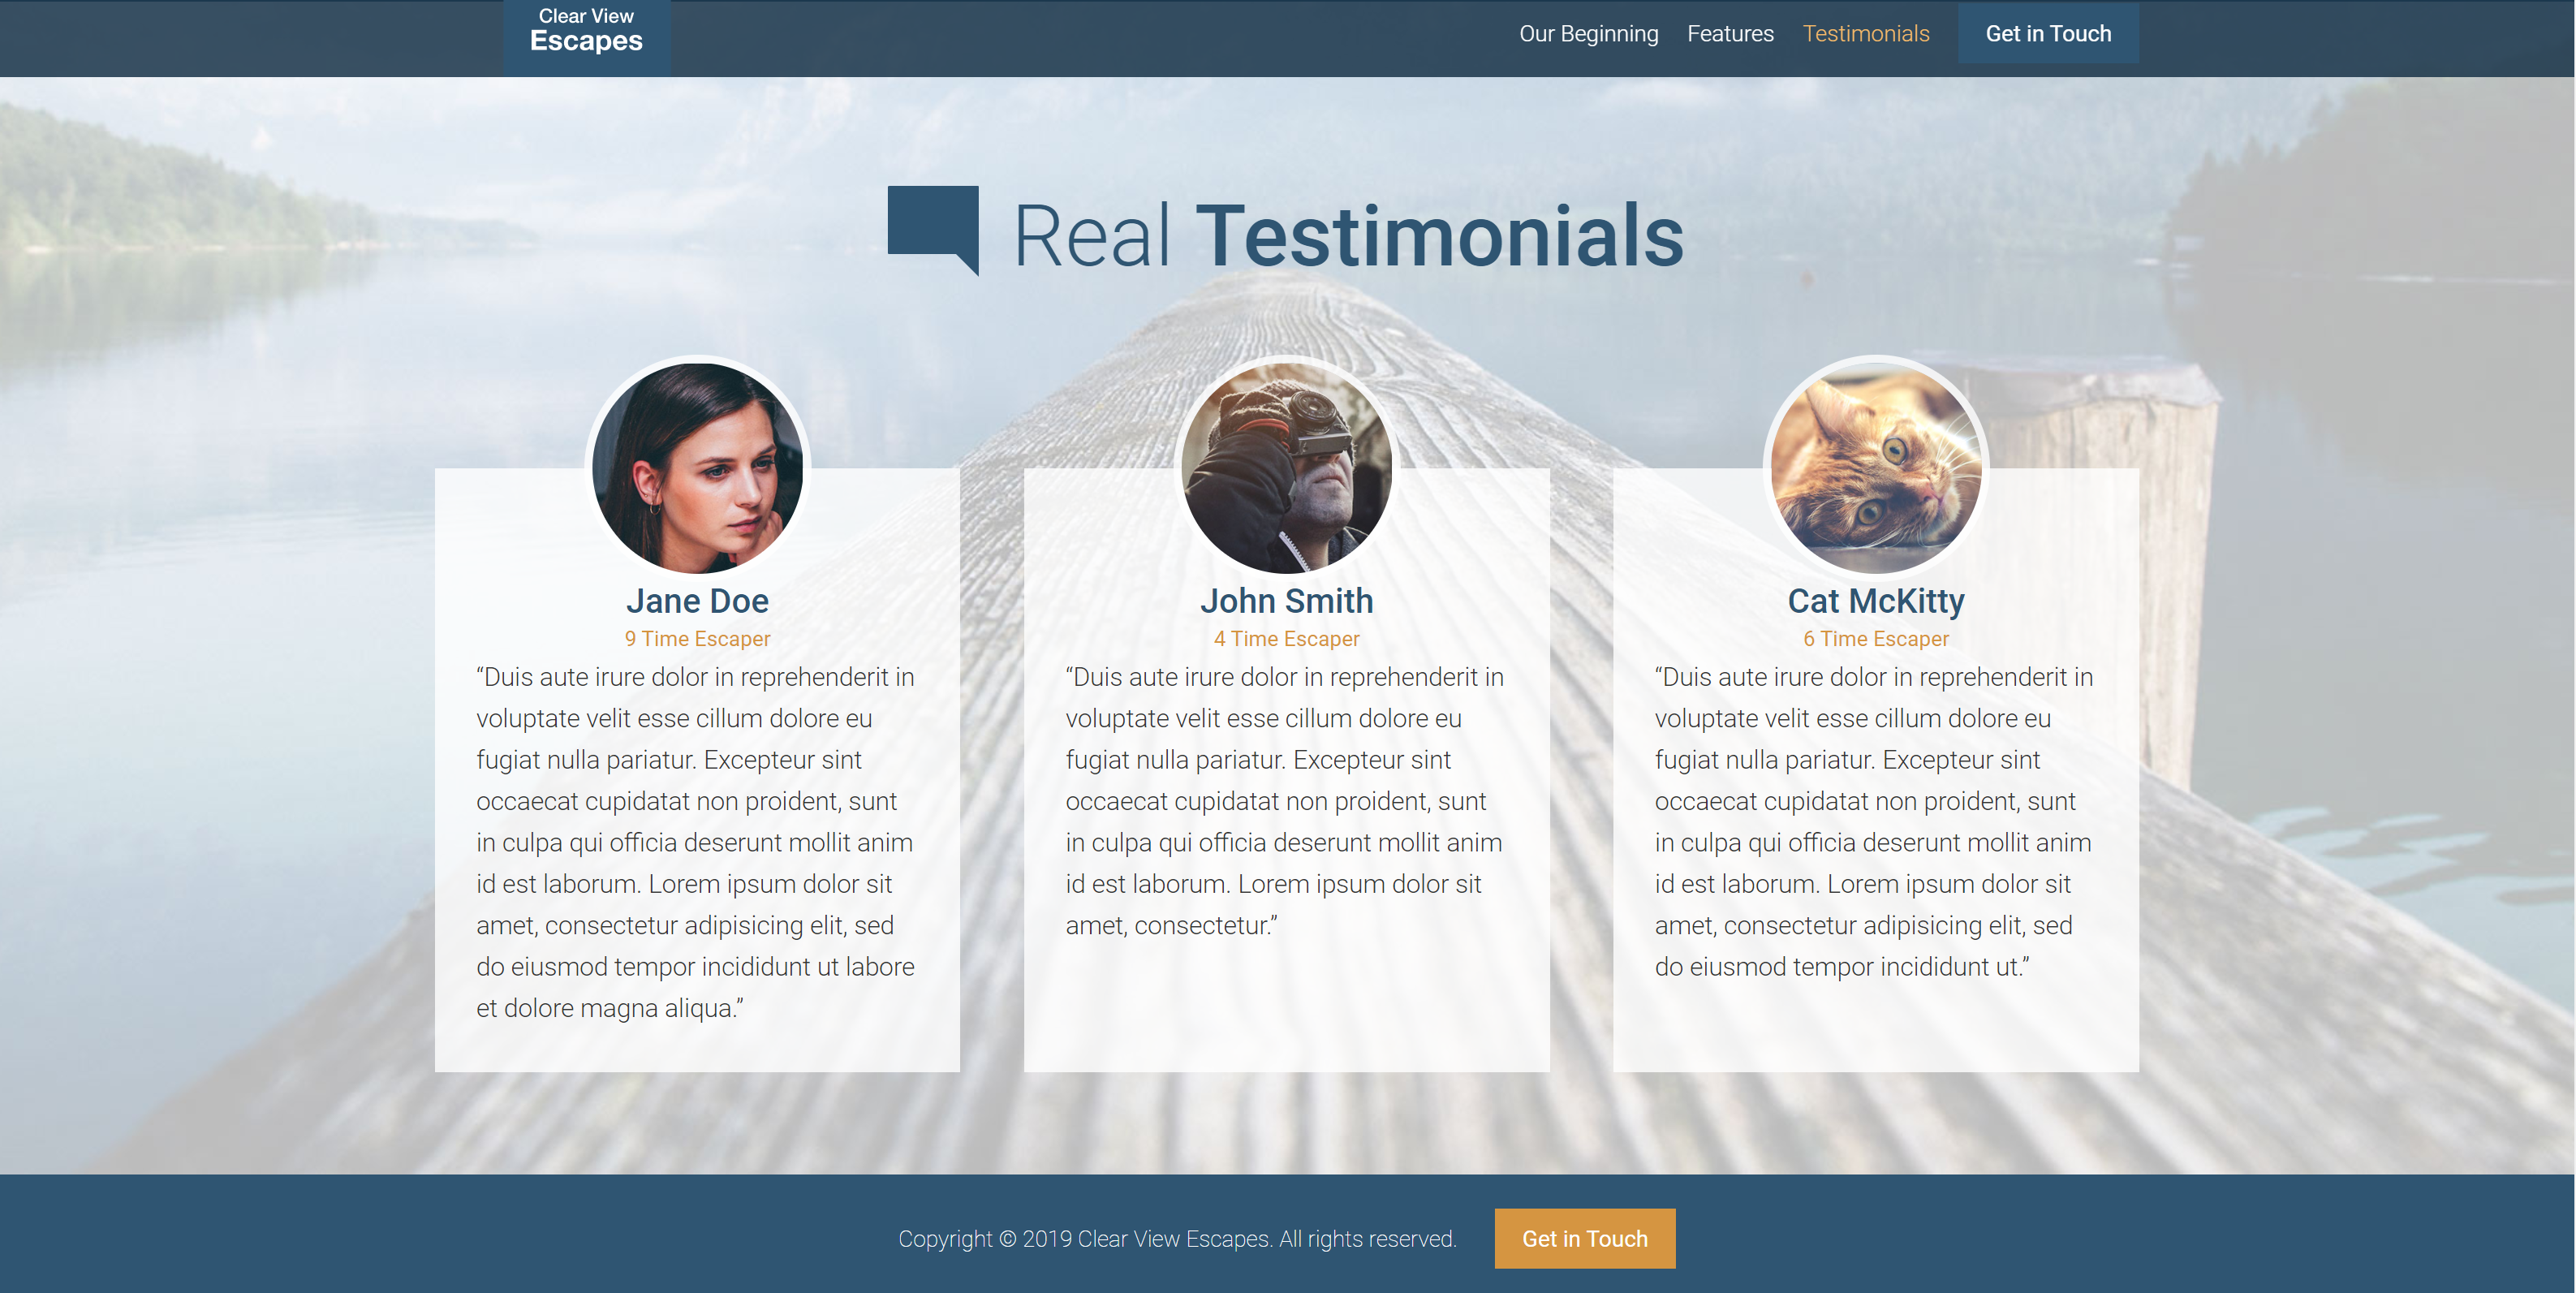 Clear View
Escapes
Our Beginning
Features
Testimonials
Get in Touch
Real Testimonials
Jane Doe
9 Time Escaper
“Duis aute irure dolor in reprehenderit in
voluptate velit esse cillum dolore eu
fugiat nulla pariatur. Excepteur sint
occaecat cupidatat non proident, sunt
in culpa qui officia deserunt mollit anim
id est laborum. Lorem ipsum dolor sit
amet, consectetur adipisicing elit, sed
do eiusmod tempor incididunt ut labore
et dolore magna aliqua.”
John Smith
4 Time Escaper
“Duis aute irure dolor in reprehenderit in
voluptate velit esse cillum dolore eu
fugiat nulla pariatur. Excepteur sint
occaecat cupidatat non proident, sunt
in culpa qui officia deserunt mollit anim
id est laborum. Lorem ipsum dolor sit
amet, consectetur.”
Cat McKitty
6 Time Escaper
“Duis aute irure dolor in reprehenderit in
voluptate velit esse cillum dolore eu
fugiat nulla pariatur. Excepteur sint
occaecat cupidatat non proident, sunt
in culpa qui officia deserunt mollit anim
id est laborum. Lorem ipsum dolor sit
amet, consectetur adipisicing elit, sed
do eiusmod tempor incididunt ut.”
Copyright © 2019 Clear View Escapes. All rights reserved.
Get in Touch